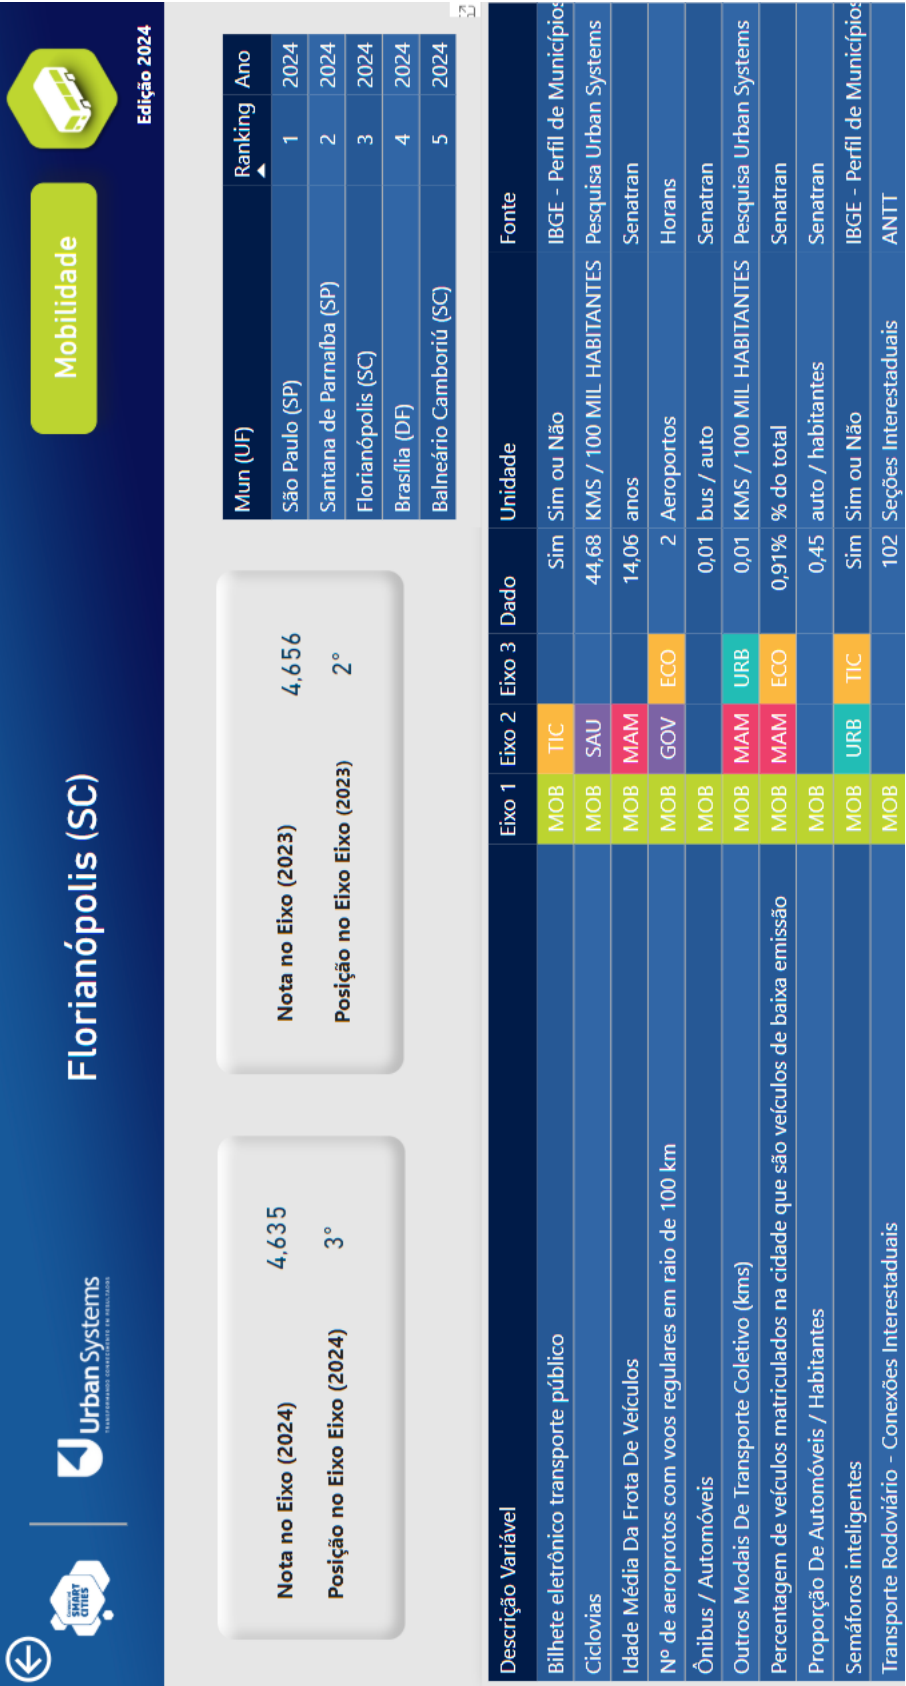 Connected
SMART
CITIES
UrbanSystems
TRANSFORMANDO CONHECIMENTO EM RESULTADOS
Florianópolis (SC)
Mobilidade
Edição 2024
Nota no Eixo (2024) 4,635
Posição no Eixo Eixo (2024) 3°
Nota no Eixo (2023) 4,656
Posição no Eixo Eixo (2023) 2°
Mun (UF) Ranking Ano
São Paulo (SP) 1 2024
Santana de Parnaíba (SP) 2 2024
Florianópolis (SC) 3 2024
Brasília (DF) 4 2024
Balneário Camboriú (SC) 5 2024
Descrição Variável Eixo 1 Eixo 2 Eixo 3 Dado Unidade Fonte
Bilhete eletrônico transporte público MOB TIC Sim Sim ou Não IBGE - Perfil de Municípios
Ciclovias MOB SAU 44,68 KMS / 100 MIL HABITANTES Pesquisa Urban Systems
Idade Média Da Frota De Veículos MOB MAM 14,06 anos Senatran
Nº de aeroprotos com voos regulares em raio de 100 km MOB GOV ECO 2 Aeroportos Horans
Ônibus / Automóveis MOB 0,01 bus / auto Senatran
Outros Modais De Transporte Coletivo (kms) MOB MAM URB 0,01 KMS / 100 MIL HABITANTES Pesquisa Urban Systems
Percentagem de veículos matriculados na cidade que são veículos de baixa emissão MOB MAM ECO 0,91% % do total Senatran
Proporção De Automóveis / Habitantes MOB 0,45 auto / habitantes Senatran
Semáforos inteligentes MOB URB TIC Sim Sim ou Não IBGE - Perfil de Municípios
Transporte Rodoviário - Conexões Interestaduais MOB 102 Seções Interestaduais ANTT